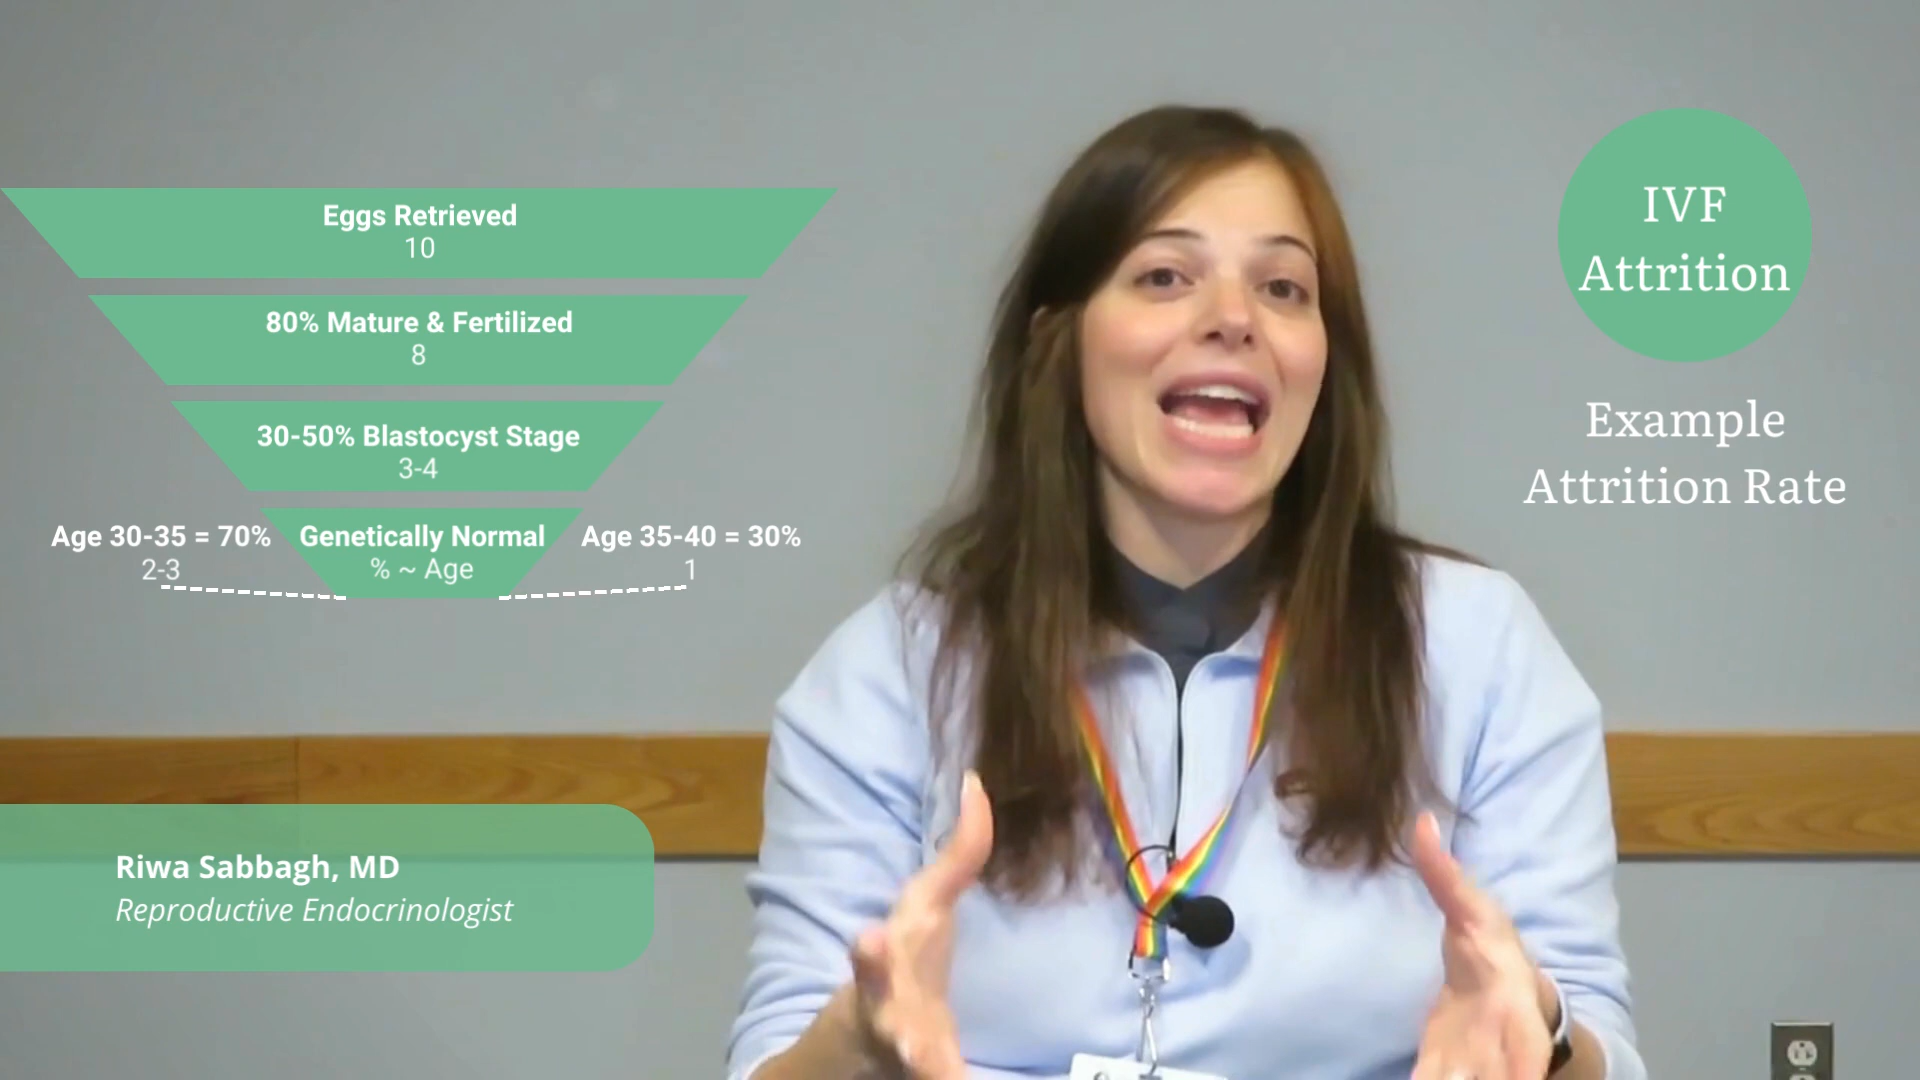 Eggs Retrieved
10
80% Mature & Fertilized
8
30-50% Blastocyst Stage
3-4
Age 30-35 = 70%
2-3
Genetically Normal
% ~ Age
Age 35-40 = 30%
1
IVF
Attrition
Example
Attrition Rate
Riwa Sabbagh, MD
Reproductive Endocrinologist